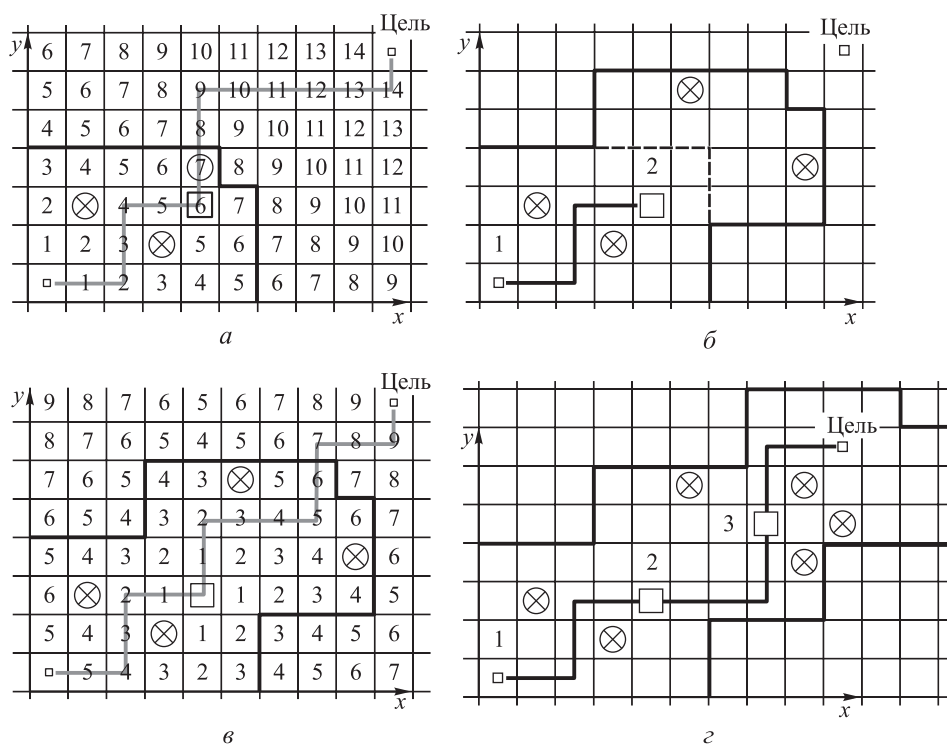 Цель
y 6 7 8 9 10 11 12 13 14
5 6 7 8 9 10 11 12 13 14
4 5 6 7 8 9 10 11 12 13
3 4 5 6 7 8 9 10 11 12
2 4 5 6 7 8 9 10 11
1 2 3 5 6 7 8 9 10
1 2 3 4 5 6 7 8 9
x
а
Цель
y
2
1
x
б
Цель
y 9 8 7 6 5 6 7 8 9
8 7 6 5 4 5 6 7 8 9
7 6 5 4 3 5 6 7 8
6 5 4 3 2 3 4 5 6 7
5 4 3 2 1 2 3 4 6
6 2 1 1 2 3 4 5
5 4 3 1 2 3 4 5 6
5 4 3 2 3 4 5 6 7
x
в
y
Цель
3
2
1
x
г